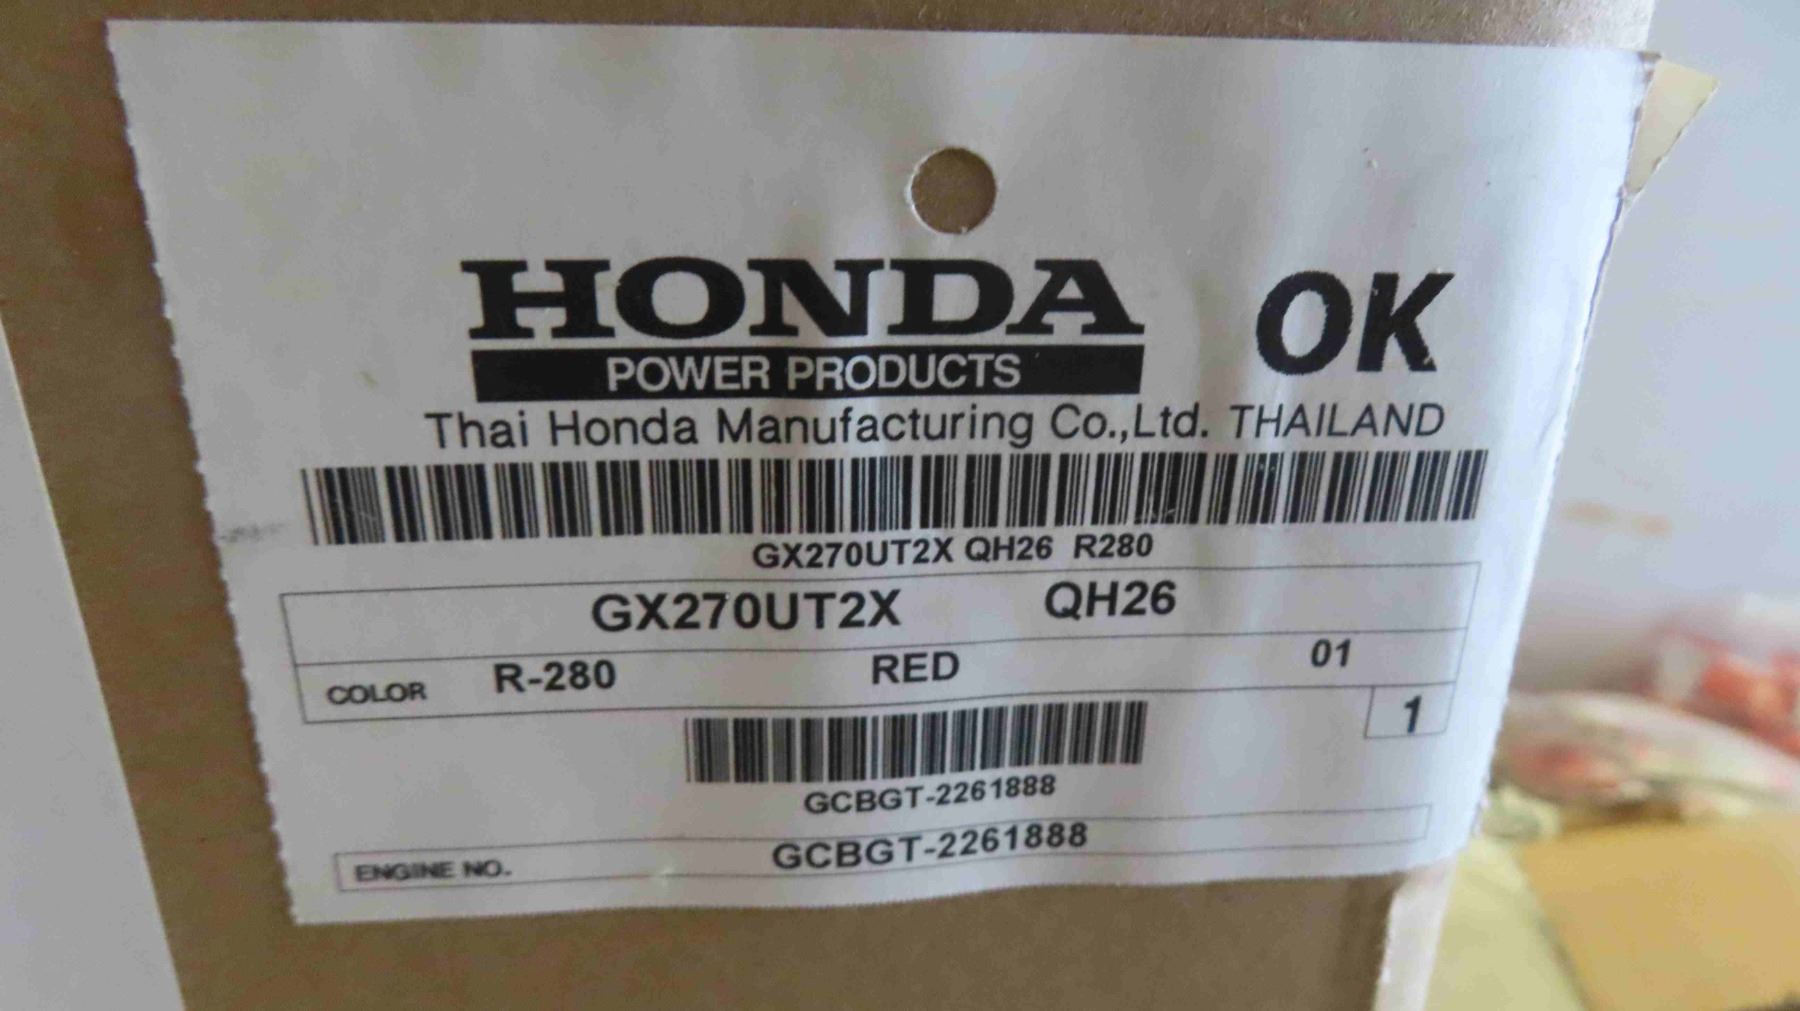 HONDA OK
POWER PRODUCTS
Thai Honda Manufacturing Co.,Ltd. THAILAND
GX270UT2X QH26 R280
GX270UT2X QH26
COLOR R-280 RED 01
1
GCBGT-2261888
ENGINE NO. GCBGT-2261888